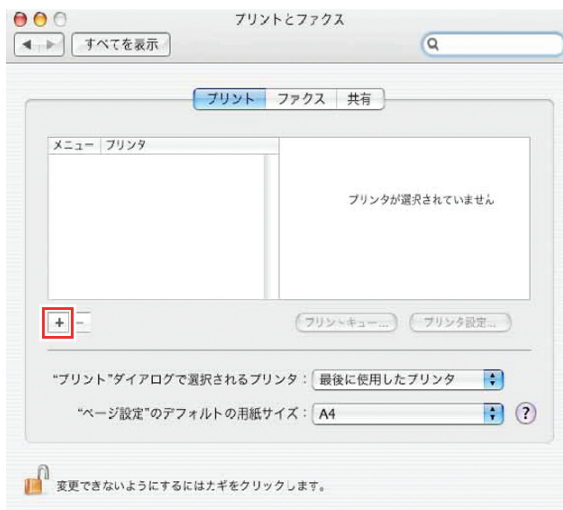 プリントとファクス
すべてを表示
プリント ファクス 共有
メニュー プリンタ
プリンタが選択されていません
+ -
プリントキュー... プリンタ設定...
“プリント”ダイアログで選択されるプリンタ： 最後に使用したプリンタ
“ページ設定”のデフォルトの用紙サイズ： A4 ?
変更できないようにするにはカギをクリックします。